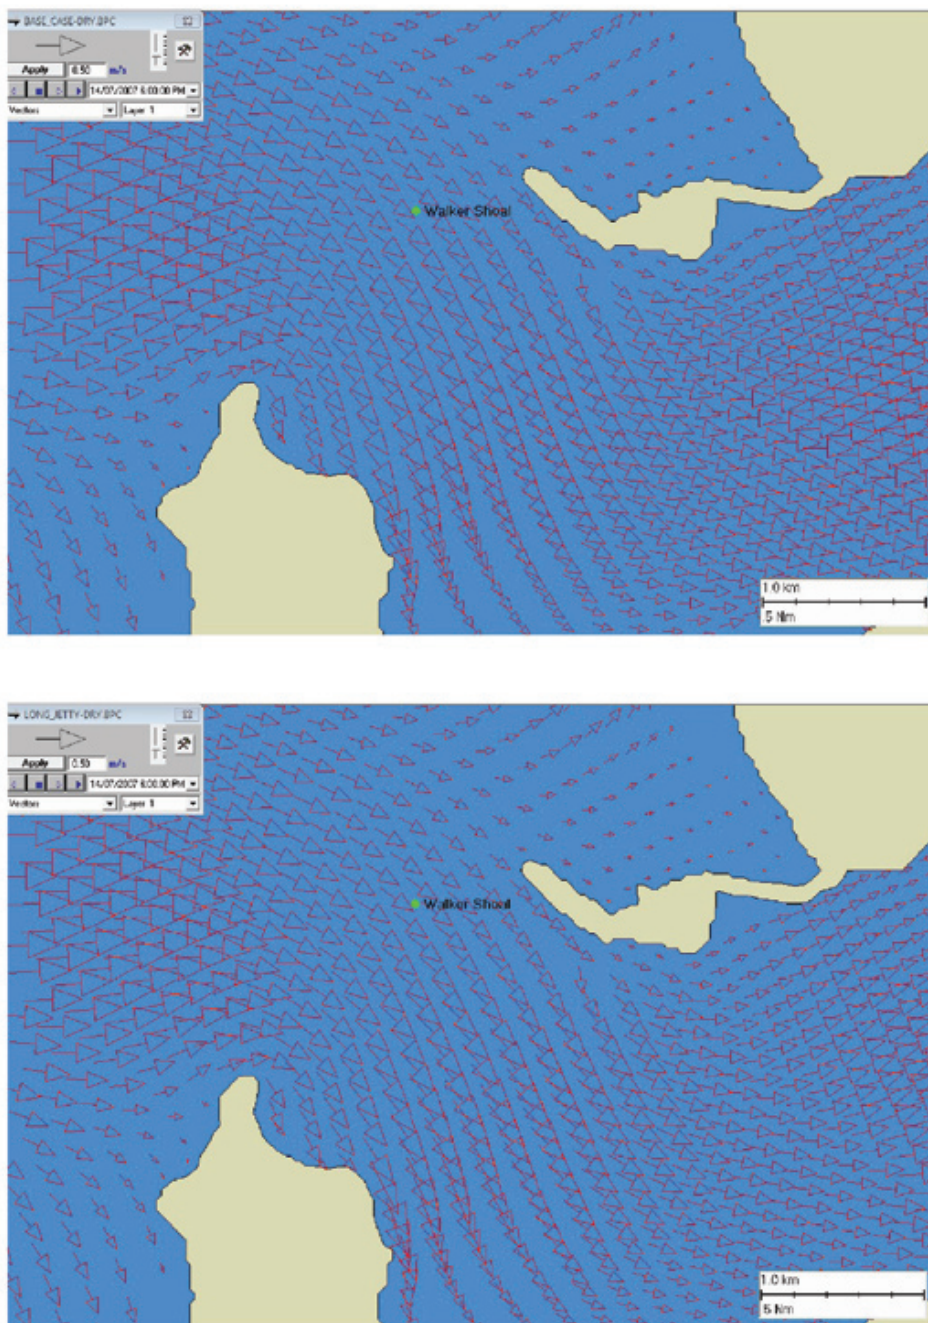 BASE_CASE-DRY.BPC
Apply 0.50 m/s
14/07/2007 6:00:00 PM
Vectors Layer 1
Walker Shoal
1.0 km
.5 Nm
LONG_JETTY-DRY.BPC
Apply 0.50 m/s
14/07/2007 6:00:00 PM
Vectors Layer 1
Walker Shoal
1.0 km
.5 Nm